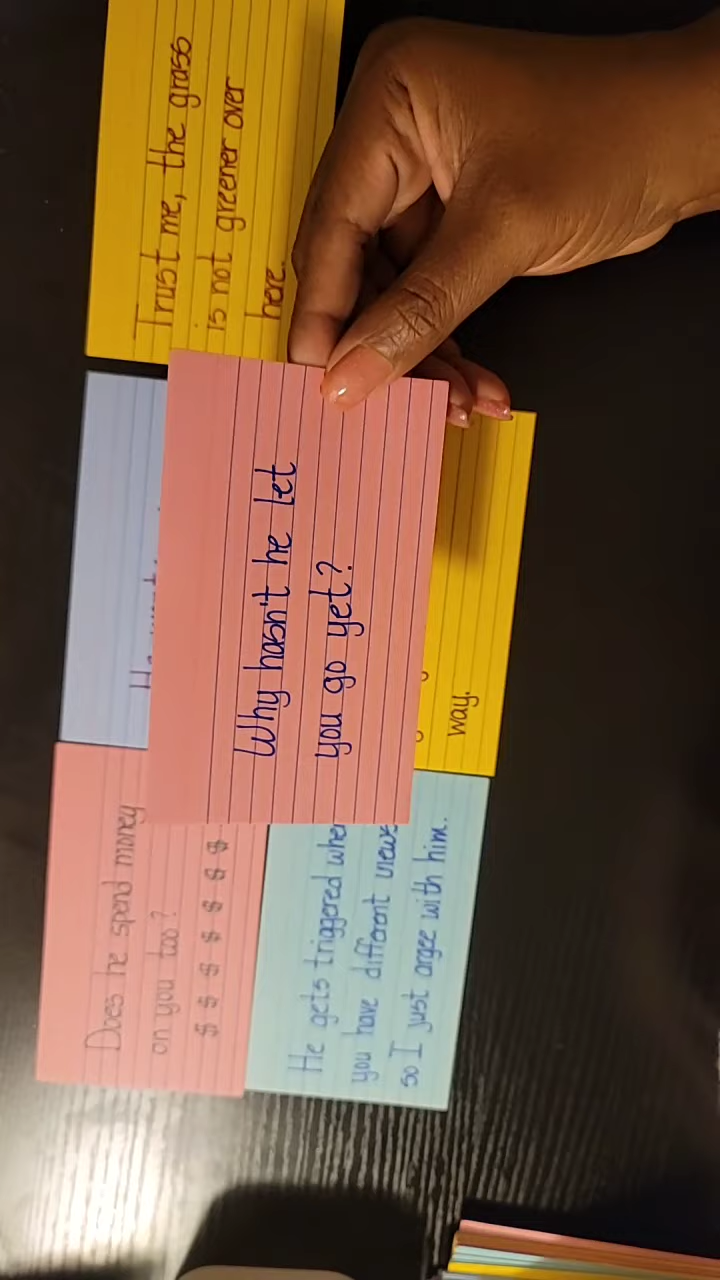 Trust me, the grass
is not greener over
here.
Why hasn't he let
you go yet?
way.
Does he spend money
on you too?
$ $ $ $ $ $ $ $
He gets triggered when
you have different views
so I just argee with him.